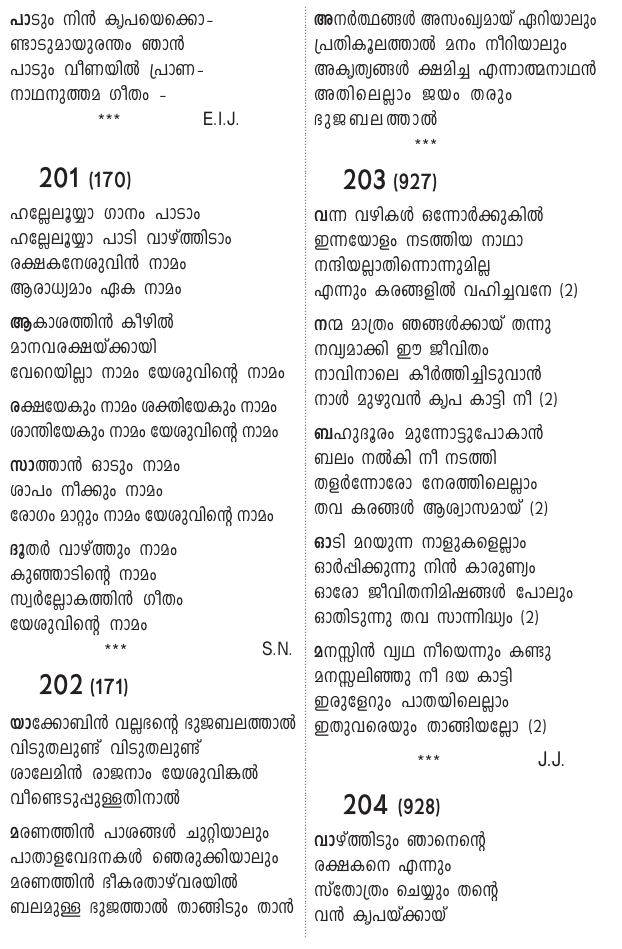 പാടും നിൻ കൃപയെക്കൊ–
ണ്ടാടുമായുരന്തം ഞാൻ
പാടും വീണയിൽ പ്രാണ–
നാഥനുത്തമ ഗീതം –
*** E.I.J.
201 (170)
ഹല്ലേലൂയ്യാ ഗാനം പാടാം
ഹല്ലേലൂയ്യാ പാടി വാഴ്ത്തിടാം
രക്ഷകനേശുവിൻ നാമം
ആരാധ്യമാം ഏക നാമം
ആകാശത്തിൻ കീഴിൽ
മാനവരക്ഷയ്ക്കായി
വേറെയില്ലാ നാമം യേശുവിന്റെ നാമം
രക്ഷയേകും നാമം ശക്തിയേകും നാമം
ശാന്തിയേകും നാമം യേശുവിന്റെ നാമം
സാത്താൻ ഓടും നാമം
ശാപം നീക്കും നാമം
രോഗം മാറ്റും നാമം യേശുവിന്റെ നാമം
ദൂതർ വാഴ്ത്തും നാമം
കുഞ്ഞാടിന്റെ നാമം
സ്വർല്ലോകത്തിൻ ഗീതം
യേശുവിന്റെ നാമം
*** S.N.
202 (171)
യാക്കോബിൻ വല്ലഭന്റെ ഭുജബലത്താൽ
വിടുതലുണ്ട് വിടുതലുണ്ട്
ശാലേമിൻ രാജനാം യേശുവിങ്കൽ
വീണ്ടെടുപ്പുള്ളതിനാൽ
മരണത്തിൻ പാശങ്ങൾ ചുറ്റിയാലും
പാതാളവേദനകൾ ഞെരുക്കിയാലും
മരണത്തിൻ ഭീകരതാഴ്വരയിൽ
ബലമുള്ള ഭുജത്താൽ താങ്ങിടും താൻ
അനർത്ഥങ്ങൾ അസംഖ്യമായ് ഏറിയാലും
പ്രതികൂലത്താൽ മനം നീറിയാലും
അകൃത്യങ്ങൾ ക്ഷമിച്ച എന്നാത്മനാഥൻ
അതിലെല്ലാം ജയം തരും
ഭുജബലത്താൽ
***
203 (927)
വന്ന വഴികൾ ഒന്നോർക്കുകിൽ
ഇന്നയോളം നടത്തിയ നാഥാ
നന്ദിയല്ലാതിന്നൊന്നുമില്ല
എന്നും കരങ്ങളിൽ വഹിച്ചവനേ (2)
നന്മ മാത്രം ഞങ്ങൾക്കായ് തന്നു
നവ്യമാക്കി ഈ ജീവിതം
നാവിനാലെ കീർത്തിച്ചിടുവാൻ
നാൾ മുഴുവൻ കൃപ കാട്ടി നീ (2)
ബഹുദൂരം മുന്നോട്ടുപോകാൻ
ബലം നൽകി നീ നടത്തി
തളർന്നോരോ നേരത്തിലെല്ലാം
തവ കരങ്ങൾ ആശ്വാസമായ് (2)
ഓടി മറയുന്ന നാളുകളെല്ലാം
ഓർപ്പിക്കുന്നു നിൻ കാരുണ്യം
ഓരോ ജീവിതനിമിഷങ്ങൾ പോലും
ഓതിടുന്നു തവ സാന്നിദ്ധ്യം (2)
മനസ്സിൻ വ്യഥ നീയെന്നും കണ്ടു
മനസ്സലിഞ്ഞു നീ ദയ കാട്ടി
ഇരുളേറും പാതയിലെല്ലാം
ഇതുവരെയും താങ്ങിയല്ലോ (2)
*** J.J.
204 (928)
വാഴ്ത്തിടും ഞാനെന്റെ
രക്ഷകനെ എന്നും
സ്തോത്രം ചെയ്യും തന്റെ
വൻ കൃപയ്ക്കായ്